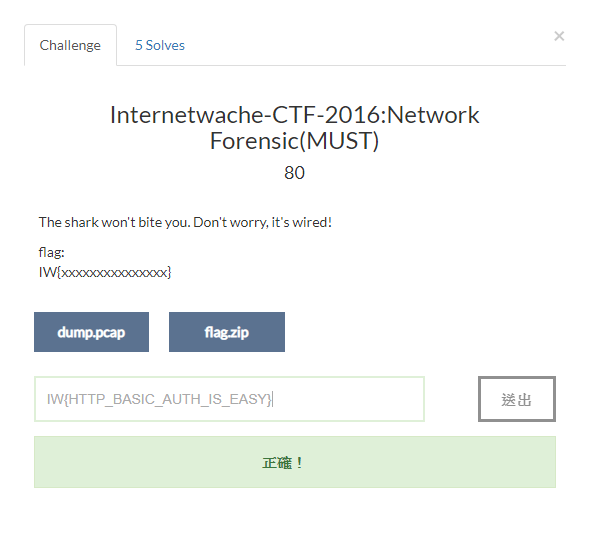 Challenge
5 Solves
×
Internetwache-CTF-2016:Network
Forensic(MUST)
80
The shark won't bite you. Don't worry, it's wired!
flag:
IW{xxxxxxxxxxxxxxx}
dump.pcap
flag.zip
IW{HTTP_BASIC_AUTH_IS_EASY}
送出
正確！